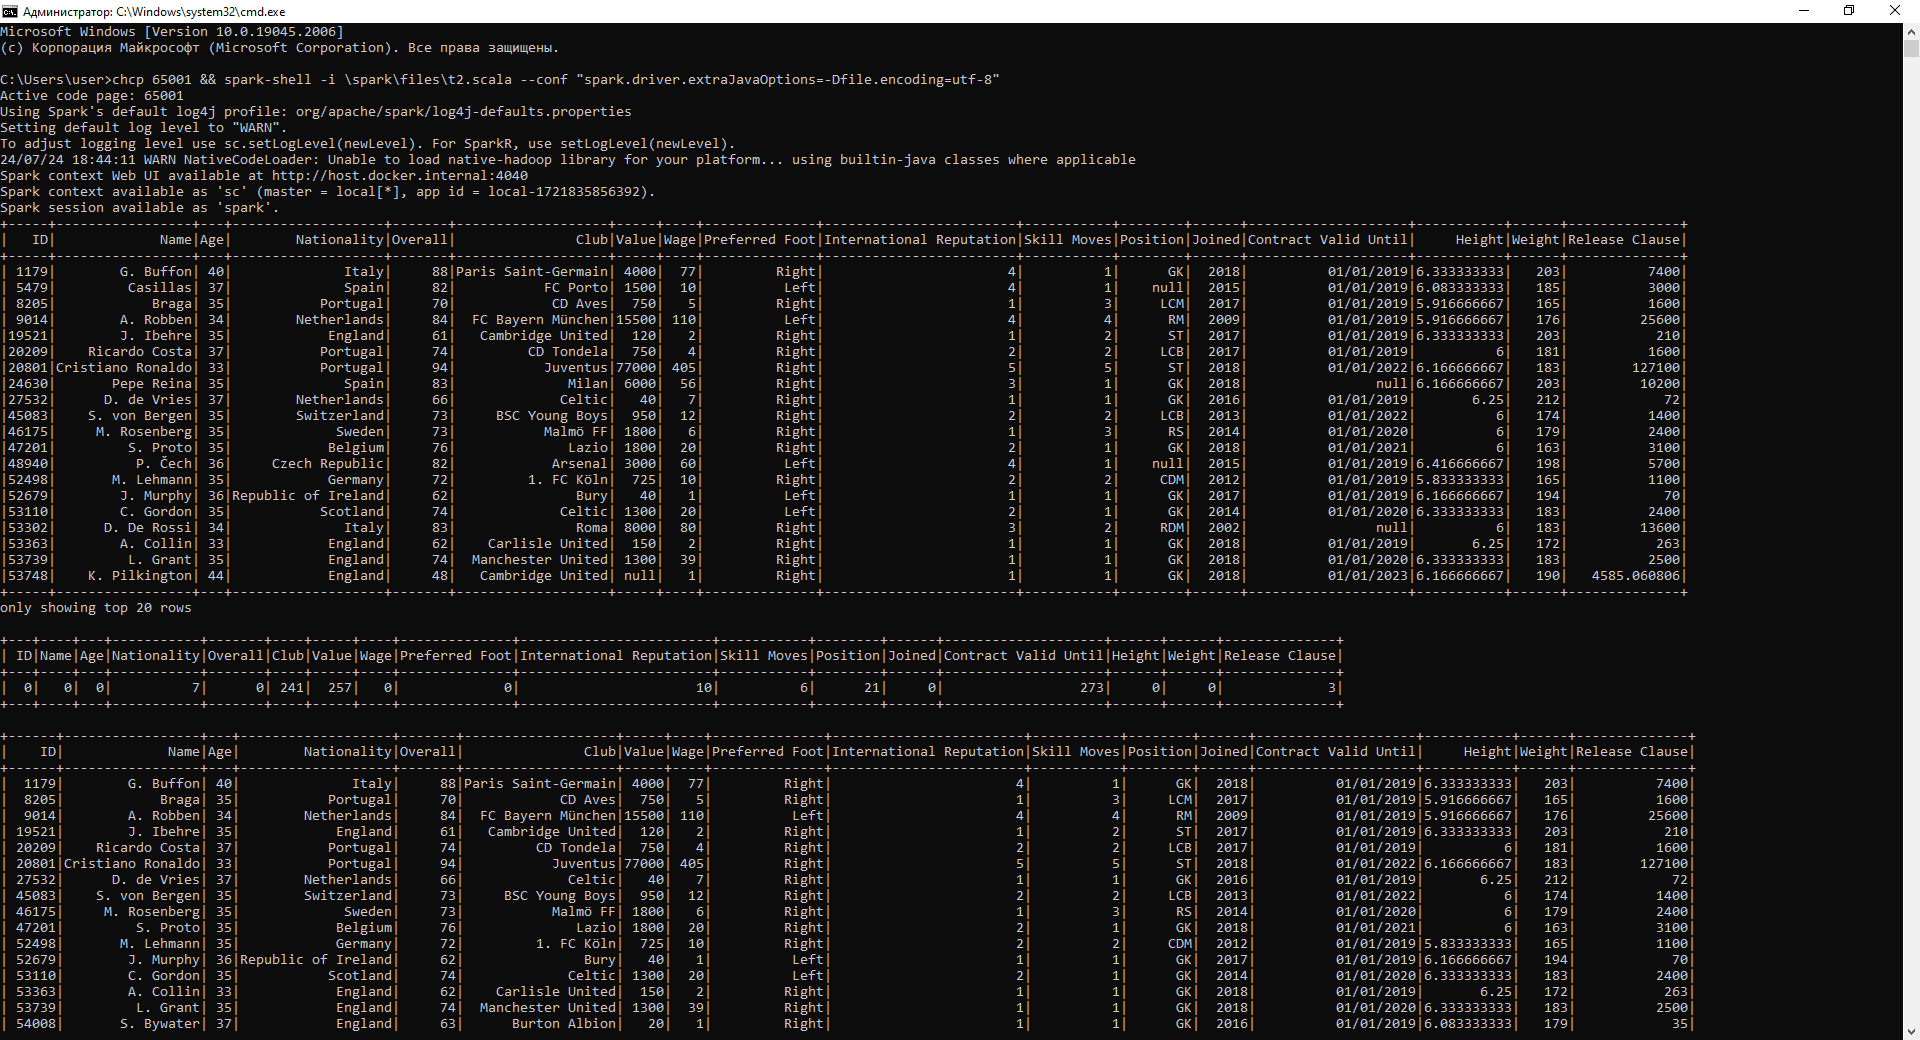 Администратор: C:\Windows\system32\cmd.exe
Microsoft Windows [Version 10.0.19045.2006]
(c) Корпорация Майкрософт (Microsoft Corporation). Все права защищены.
C:\Users\user>chcp 65001 && spark-shell -i \spark\files\t2.scala --conf "spark.driver.extraJavaOptions=-Dfile.encoding=utf-8"
Active code page: 65001
Using Spark's default log4j profile: org/apache/spark/log4j-defaults.properties
Setting default log level to "WARN".
To adjust logging level use sc.setLogLevel(newLevel). For SparkR, use setLogLevel(newLevel).
24/07/24 18:44:11 WARN NativeCodeLoader: Unable to load native-hadoop library for your platform... using builtin-java classes where applicable
Spark context Web UI available at http://host.docker.internal:4040
Spark context available as 'sc' (master = local[*], app id = local-1721835856392).
Spark session available as 'spark'.
| ID| Name|Age| Nationality|Overall| Club|Value|Wage|Preferred Foot|International Reputation|Skill Moves|Position|Joined|Contract Valid Until| Height|Weight|Release Clause|
| 1179| G. Buffon| 40| Italy| 88|Paris Saint-Germain| 4000| 77| Right| 4| 1| GK| 2018| 01/01/2019|6.333333333| 203| 7400|
| 5479| Casillas| 37| Spain| 82| FC Porto| 1500| 10| Left| 4| 1| null| 2015| 01/01/2019|6.083333333| 185| 3000|
| 8205| Braga| 35| Portugal| 70| CD Aves| 750| 5| Right| 1| 3| LCM| 2017| 01/01/2019|5.916666667| 165| 1600|
| 9014| A. Robben| 34| Netherlands| 84| FC Bayern München|15500| 110| Left| 4| 4| RM| 2009| 01/01/2019|5.916666667| 176| 25600|
|19521| J. Ibehre| 35| England| 61| Cambridge United| 120| 2| Right| 1| 2| ST| 2017| 01/01/2019|6.333333333| 203| 210|
|20209| Ricardo Costa| 37| Portugal| 74| CD Tondela| 750| 4| Right| 2| 2| LCB| 2017| 01/01/2019| 6| 181| 1600|
|20801|Cristiano Ronaldo| 33| Portugal| 94| Juventus|77000| 405| Right| 5| 5| ST| 2018| 01/01/2022|6.166666667| 183| 127100|
|24630| Pepe Reina| 35| Spain| 83| Milan| 6000| 56| Right| 3| 1| GK| 2018| null|6.166666667| 203| 10200|
|27532| D. de Vries| 37| Netherlands| 66| Celtic| 40| 7| Right| 1| 1| GK| 2016| 01/01/2019| 6.25| 212| 72|
|45083| S. von Bergen| 35| Switzerland| 73| BSC Young Boys| 950| 12| Right| 2| 2| LCB| 2013| 01/01/2022| 6| 174| 1400|
|46175| M. Rosenberg| 35| Sweden| 73| Malmö FF| 1800| 6| Right| 1| 3| RS| 2014| 01/01/2020| 6| 179| 2400|
|47201| S. Proto| 35| Belgium| 76| Lazio| 1800| 20| Right| 2| 1| GK| 2018| 01/01/2021| 6| 163| 3100|
|48940| P. Čech| 36| Czech Republic| 82| Arsenal| 3000| 60| Left| 4| 1| null| 2015| 01/01/2019|6.416666667| 198| 5700|
|52498| M. Lehmann| 35| Germany| 72| 1. FC Köln| 725| 10| Right| 2| 2| CDM| 2012| 01/01/2019|5.833333333| 165| 1100|
|52679| J. Murphy| 36|Republic of Ireland| 62| Bury| 40| 1| Left| 1| 1| GK| 2017| 01/01/2019|6.166666667| 194| 70|
|53110| C. Gordon| 35| Scotland| 74| Celtic| 1300| 20| Left| 2| 1| GK| 2014| 01/01/2020|6.333333333| 183| 2400|
|53302| D. De Rossi| 34| Italy| 83| Roma| 8000| 80| Right| 3| 2| RDM| 2002| null| 6| 183| 13600|
|53363| A. Collin| 33| England| 62| Carlisle United| 150| 2| Right| 1| 1| GK| 2018| 01/01/2019| 6.25| 172| 263|
|53739| L. Grant| 35| England| 74| Manchester United| 1300| 39| Right| 1| 1| GK| 2018| 01/01/2020|6.333333333| 183| 2500|
|53748| K. Pilkington| 44| England| 48| Cambridge United| null| 1| Right| 1| 1| GK| 2018| 01/01/2023|6.166666667| 190| 4585.060806|
only showing top 20 rows
| ID|Name|Age|Nationality|Overall|Club|Value|Wage|Preferred Foot|International Reputation|Skill Moves|Position|Joined|Contract Valid Until|Height|Weight|Release Clause|
| 0| 0| 0| 7| 0| 241| 257| 0| 0| 10| 6| 21| 0| 273| 0| 0| 3|
| ID| Name|Age| Nationality|Overall| Club|Value|Wage|Preferred Foot|International Reputation|Skill Moves|Position|Joined|Contract Valid Until| Height|Weight|Release Clause|
| 1179| G. Buffon| 40| Italy| 88|Paris Saint-Germain| 4000| 77| Right| 4| 1| GK| 2018| 01/01/2019|6.333333333| 203| 7400|
| 8205| Braga| 35| Portugal| 70| CD Aves| 750| 5| Right| 1| 3| LCM| 2017| 01/01/2019|5.916666667| 165| 1600|
| 9014| A. Robben| 34| Netherlands| 84| FC Bayern München|15500| 110| Left| 4| 4| RM| 2009| 01/01/2019|5.916666667| 176| 25600|
| 19521| J. Ibehre| 35| England| 61| Cambridge United| 120| 2| Right| 1| 2| ST| 2017| 01/01/2019|6.333333333| 203| 210|
| 20209| Ricardo Costa| 37| Portugal| 74| CD Tondela| 750| 4| Right| 2| 2| LCB| 2017| 01/01/2019| 6| 181| 1600|
| 20801|Cristiano Ronaldo| 33| Portugal| 94| Juventus|77000| 405| Right| 5| 5| ST| 2018| 01/01/2022|6.166666667| 183| 127100|
| 27532| D. de Vries| 37| Netherlands| 66| Celtic| 40| 7| Right| 1| 1| GK| 2016| 01/01/2019| 6.25| 212| 72|
| 45083| S. von Bergen| 35| Switzerland| 73| BSC Young Boys| 950| 12| Right| 2| 2| LCB| 2013| 01/01/2022| 6| 174| 1400|
| 46175| M. Rosenberg| 35| Sweden| 73| Malmö FF| 1800| 6| Right| 1| 3| RS| 2014| 01/01/2020| 6| 179| 2400|
| 47201| S. Proto| 35| Belgium| 76| Lazio| 1800| 20| Right| 2| 1| GK| 2018| 01/01/2021| 6| 163| 3100|
| 52498| M. Lehmann| 35| Germany| 72| 1. FC Köln| 725| 10| Right| 2| 2| CDM| 2012| 01/01/2019|5.833333333| 165| 1100|
| 52679| J. Murphy| 36|Republic of Ireland| 62| Bury| 40| 1| Left| 1| 1| GK| 2017| 01/01/2019|6.166666667| 194| 70|
| 53110| C. Gordon| 35| Scotland| 74| Celtic| 1300| 20| Left| 2| 1| GK| 2014| 01/01/2020|6.333333333| 183| 2400|
| 53363| A. Collin| 33| England| 62| Carlisle United| 150| 2| Right| 1| 1| GK| 2018| 01/01/2019| 6.25| 172| 263|
| 53739| L. Grant| 35| England| 74| Manchester United| 1300| 39| Right| 1| 1| GK| 2018| 01/01/2020|6.333333333| 183| 2500|
| 54008| S. Bywater| 37| England| 63| Burton Albion| 20| 1| Right| 1| 1| GK| 2016| 01/01/2019|6.083333333| 179| 35|